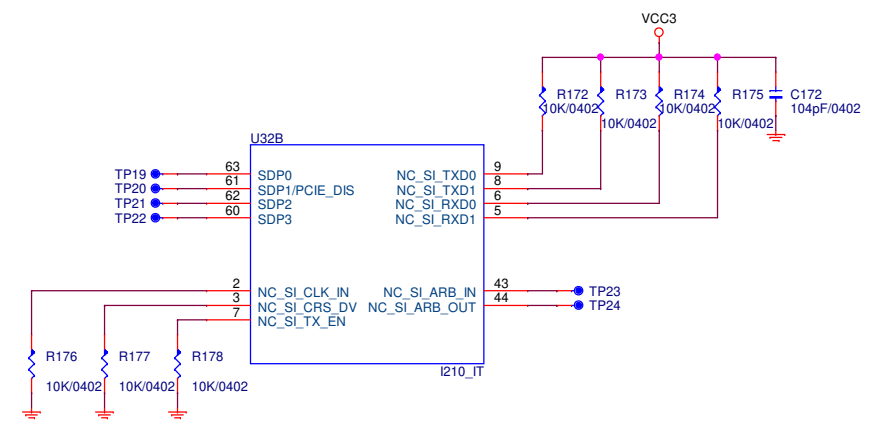 VCC3
R172 R173 R174 R175 C172
10K/0402 10K/0402 104pF/0402
10K/0402 10K/0402
U32B
TP19 63 SDP0 NC_SI_TXD0 9
TP20 61 SDP1/PCIE_DIS NC_SI_TXD1 8
TP21 62 SDP2 NC_SI_RXD0 6
TP22 60 SDP3 NC_SI_RXD1 5
2 NC_SI_CLK_IN NC_SI_ARB_IN 43 TP23
3 NC_SI_CRS_DV NC_SI_ARB_OUT 44 TP24
7 NC_SI_TX_EN
R176 R177 R178
I210_IT
10K/0402 10K/0402 10K/0402